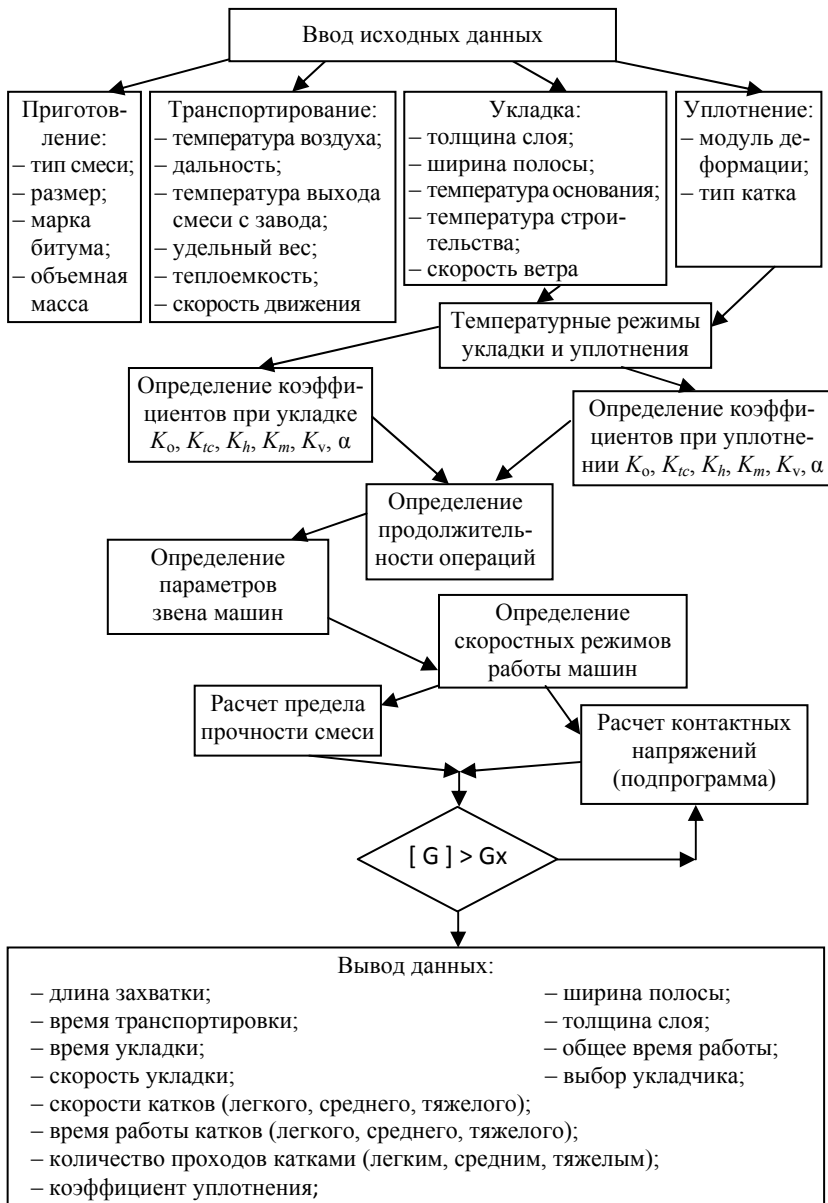 Ввод исходных данных
Приготов-
ление:
– тип смеси;
– размер;
– марка
битума;
– объемная
масса
Транспортирование:
– температура воздуха;
– дальность;
– температура выхода
смеси с завода;
– удельный вес;
– теплоемкость;
– скорость движения
Укладка:
– толщина слоя;
– ширина полосы;
– температура основания;
– температура строи-
тельства;
– скорость ветра
Уплотнение:
– модуль де-
формации;
– тип катка
Температурные режимы
укладки и уплотнения
Определение коэффи-
циентов при укладке
Kо, Ktc, Kh, Km, Kv, α
Определение коэффи-
циентов при уплотне-
нии Kо, Ktc, Kh, Km, Kv, α
Определение
продолжитель-
ности операций
Определение
параметров
звена машин
Определение
скоростных режимов
работы машин
Расчет предела
прочности смеси
Расчет контактных
напряжений
(подпрограмма)
[ G ] > Gx
Вывод данных:
– длина захватки;
– время транспортировки;
– время укладки;
– скорость укладки;
– ширина полосы;
– толщина слоя;
– общее время работы;
– выбор укладчика;
– скорости катков (легкого, среднего, тяжелого);
– время работы катков (легкого, среднего, тяжелого);
– количество проходов катками (легким, средним, тяжелым);
– коэффициент уплотнения;